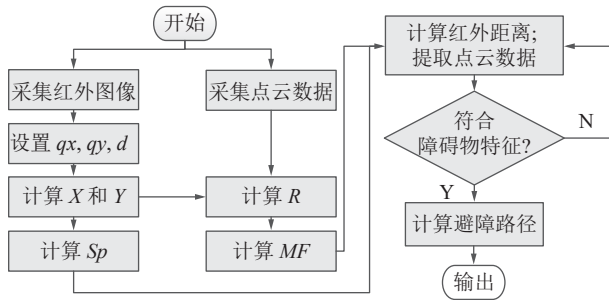 开始
采集红外图像
采集点云数据
设置 qx, qy, d
计算 X 和 Y
计算 R
计算 Sp
计算 MF
计算红外距离;
提取点云数据
符合
障碍物特征?
N
Y
计算避障路径
输出